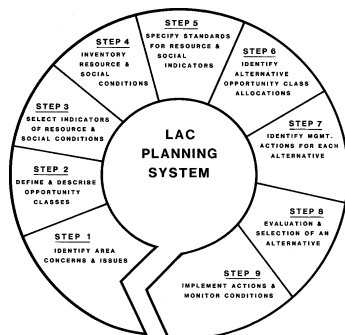 STEP 1
IDENTIFY AREA
CONCERNS & ISSUES
STEP 2
DEFINE & DESCRIBE
OPPORTUNITY
CLASSES
STEP 3
SELECT INDICATORS
OF RESOURCE &
SOCIAL CONDITIONS
STEP 4
INVENTORY
RESOURCE &
SOCIAL
CONDITIONS
STEP 5
SPECIFY STANDARDS
FOR RESOURCE &
SOCIAL
INDICATORS
STEP 6
IDENTIFY
ALTERNATIVE
OPPORTUNITY CLASS
ALLOCATIONS
STEP 7
IDENTIFY MGMT.
ACTIONS FOR EACH
ALTERNATIVE
STEP 8
EVALUATION &
SELECTION OF AN
ALTERNATIVE
STEP 9
IMPLEMENT ACTIONS &
MONITOR CONDITIONS
LAC
PLANNING
SYSTEM